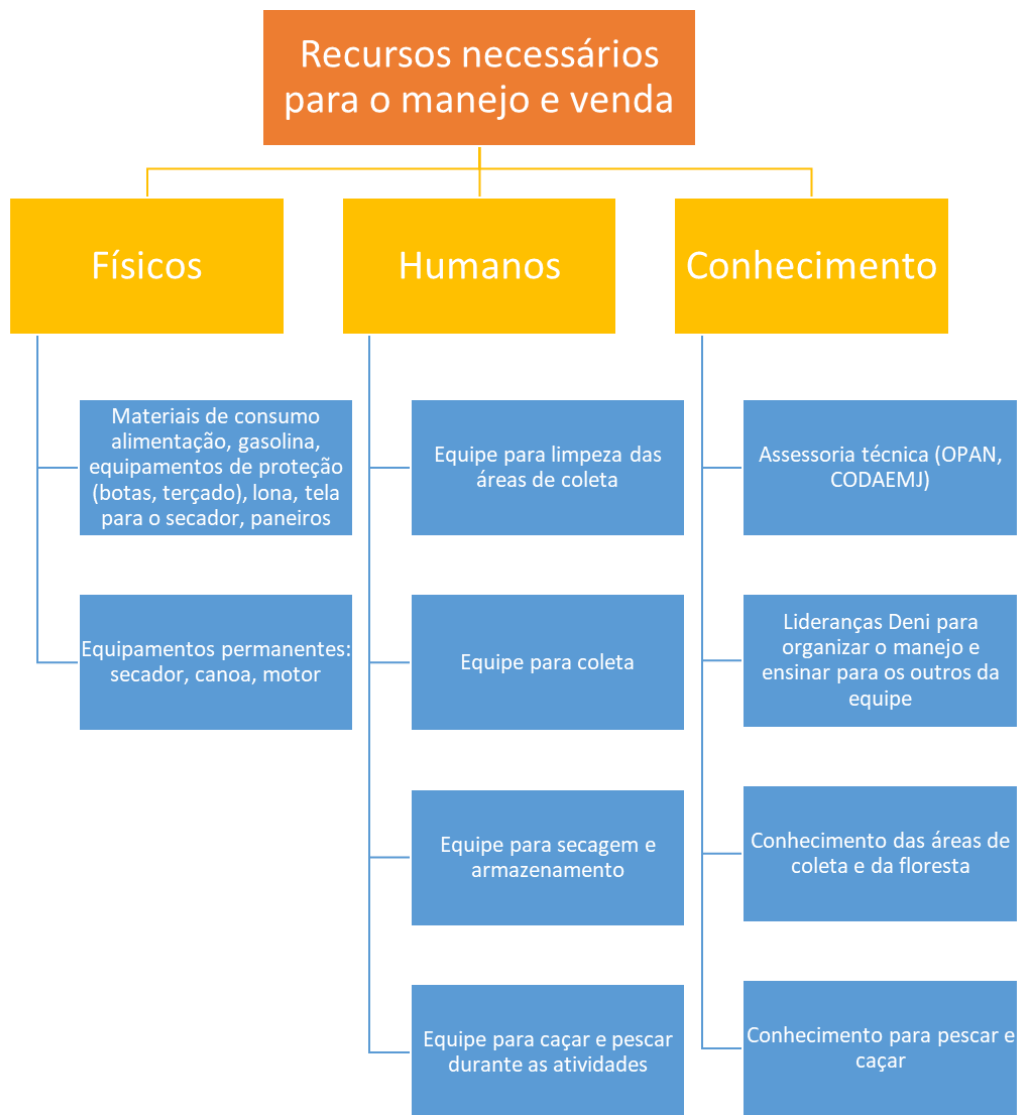 Recursos necessários
para o manejo e venda
Físicos
Materiais de consumo
alimentação, gasolina,
equipamentos de proteção
(botas, terçado), lona, tela
para o secador, paneiros
Equipamentos permanentes:
secador, canoa, motor
Humanos
Equipe para limpeza das
áreas de coleta
Equipe para coleta
Equipe para secagem e
armazenamento
Equipe para caçar e pescar
durante as atividades
Conhecimento
Assessoria técnica (OPAN,
CODAEMJ)
Lideranças Deni para
organizar o manejo e
ensinar para os outros da
equipe
Conhecimento das áreas de
coleta e da floresta
Conhecimento para pescar e
caçar